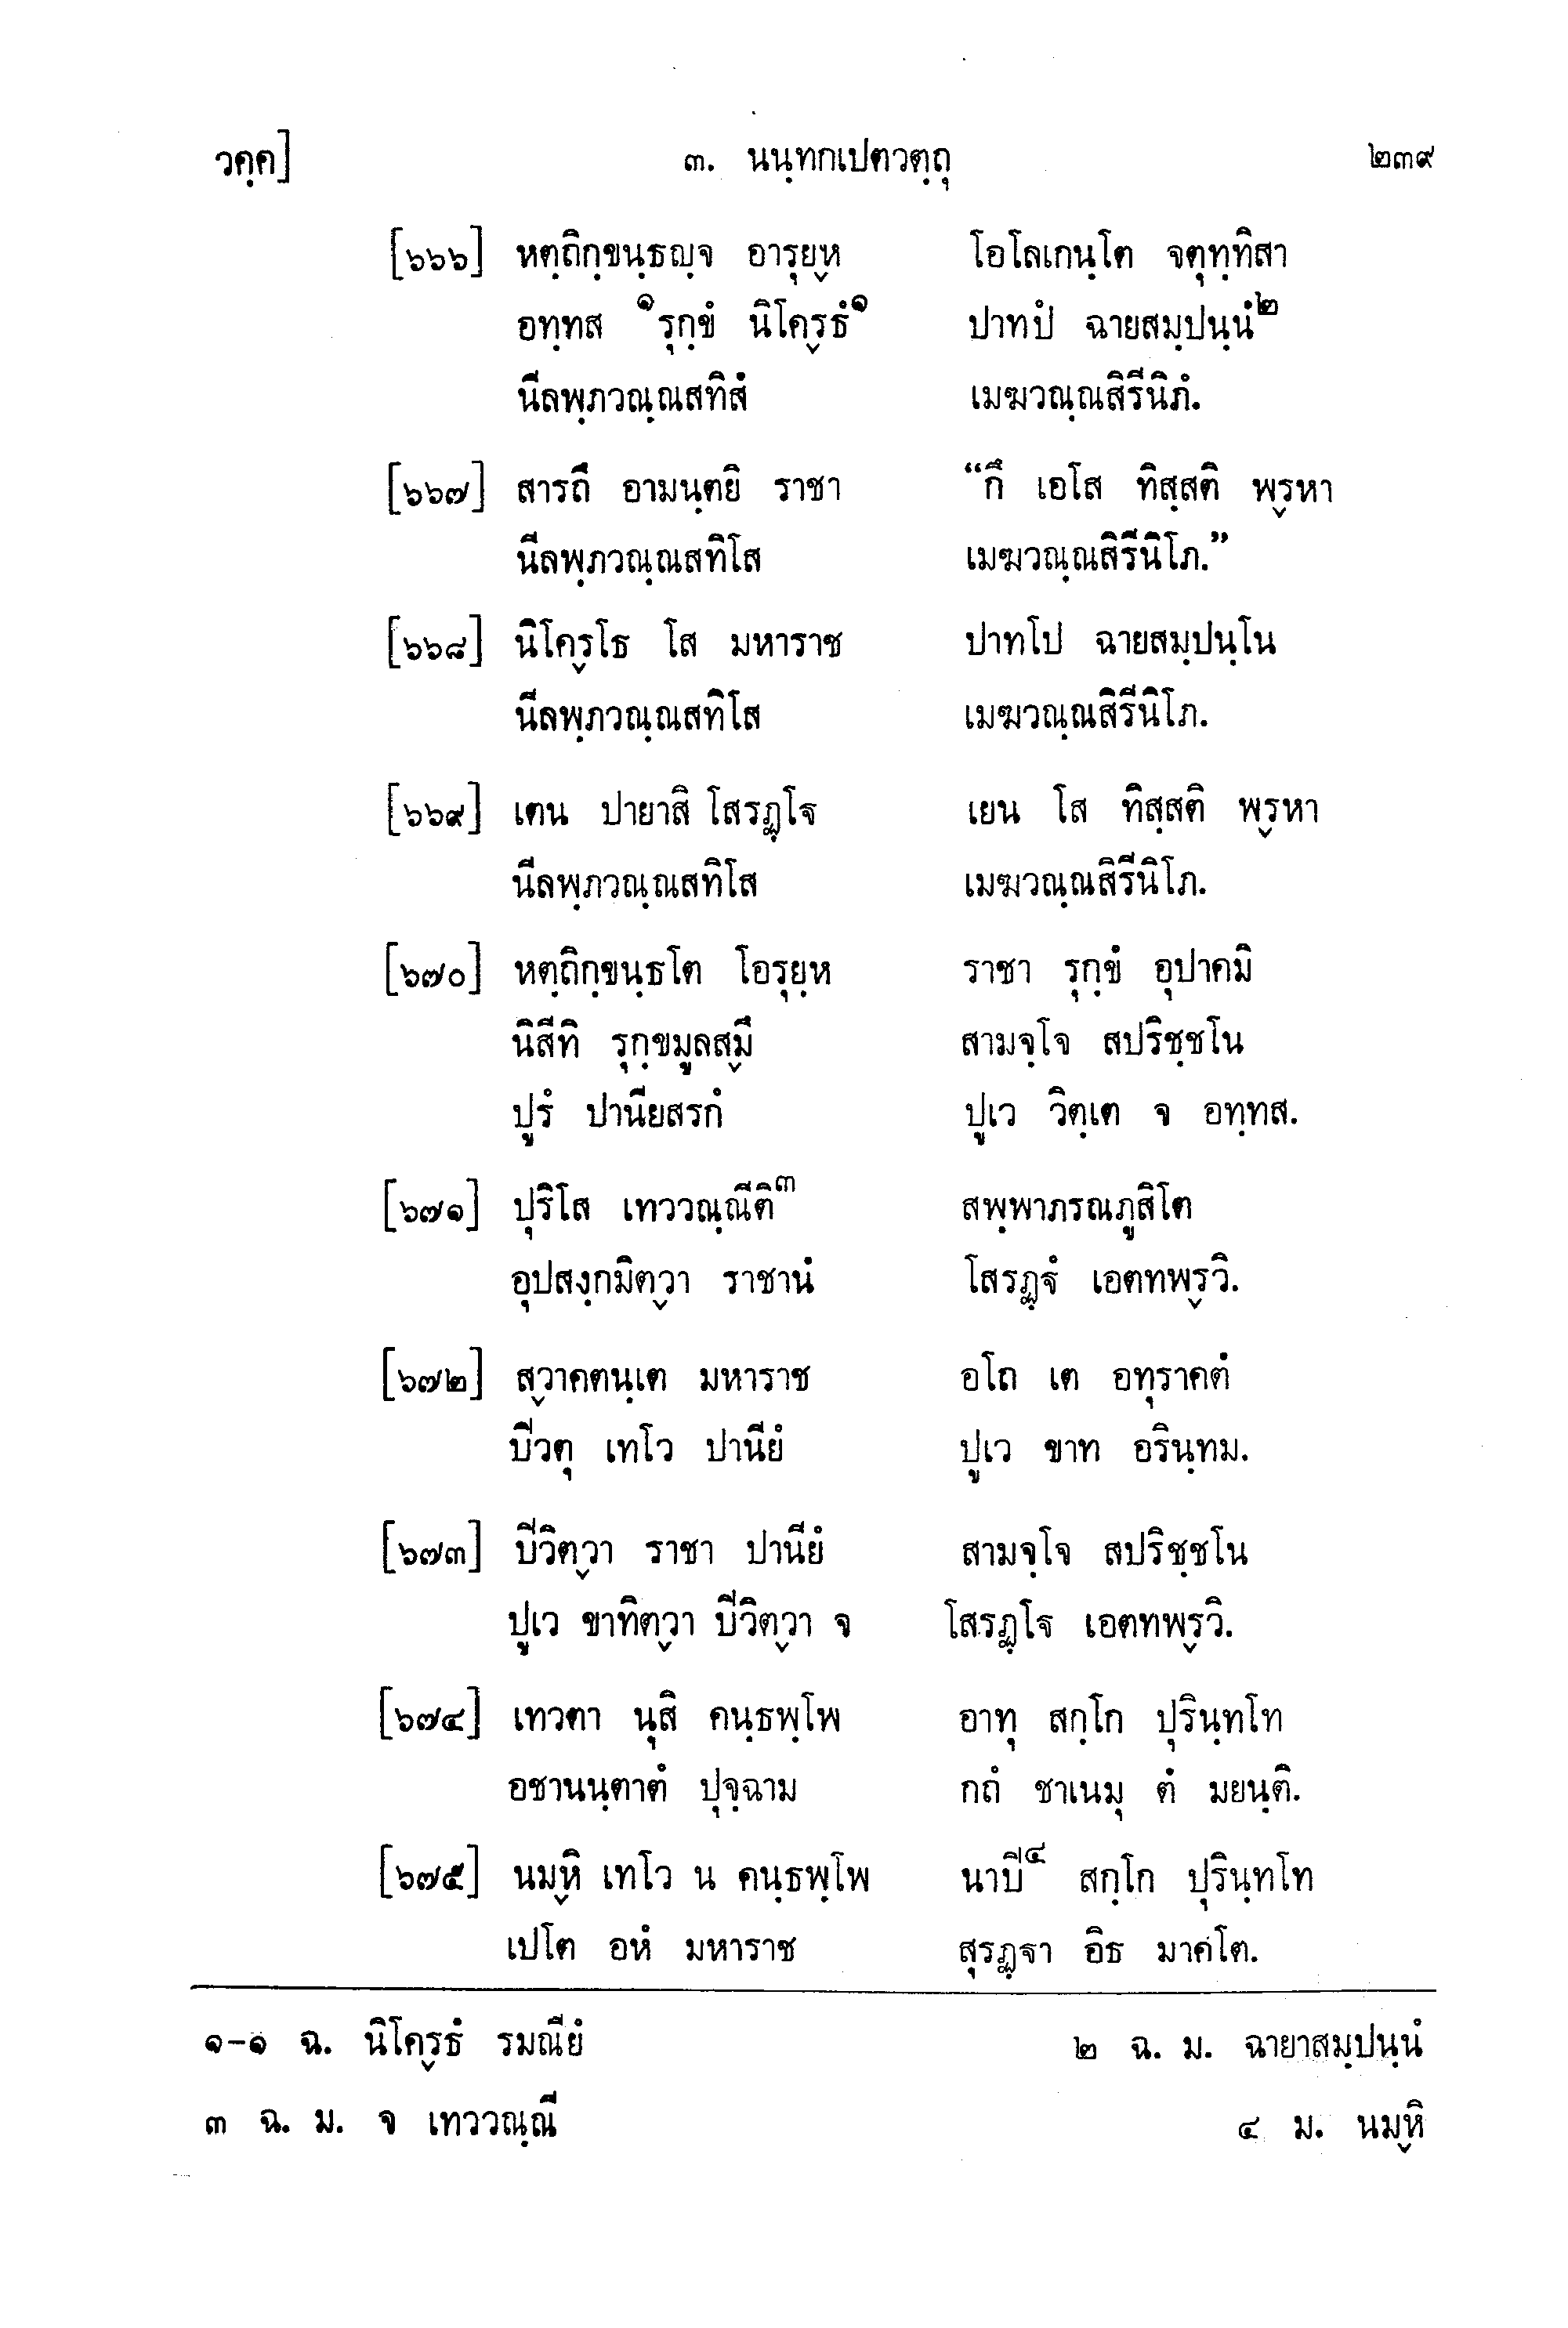 วคฺค] ๓. นนฺทกเปตวตฺถุ ๒๓๙
[๖๖๖] หตฺถิกฺขนฺธญฺจ อารุยฺห โอโลเกนฺโต จตุทฺทิสา
อทฺทส ๑รุกฺขํ นิโคฺรธํ๑ ปาทปํ ฉายสมฺปนฺนํ๒
นีลพฺภวณฺณสทิสํ เมฆวณฺณสิรีนิภํ.
[๖๖๗] สารถึ อามนฺตยิ ราชา “กึ เอโส ทิสฺสติ พฺรหา
นีลพฺภวณฺณสทิโส เมฆวณฺณสิรีนิโภ.”
[๖๖๘] นิโคฺรโธ โส มหาราช ปาทโป ฉายสมฺปนฺโน
นีลพฺภวณฺณสทิโส เมฆวณฺณสิรีนิโภ.
[๖๖๙] เตน ปายาสิ โสรฏฺโฐ เยน โส ทิสฺสติ พฺรหา
นีลพฺภวณฺณสทิโส เมฆวณฺณสิรีนิโภ.
[๖๗๐] หตฺถิกฺขนฺธโต โอรุยฺห ราชา รุกฺขํ อุปาคมิ
นิสีทิ รุกฺขมูลสฺมึ สามจฺโจ สปริชฺชโน
ปูรํ ปานียสรกํ ปูเว วิตฺเต จ อทฺทส.
[๖๗๑] ปุริโส เทววณฺณีติ๓ สพฺพาภรณภูสิโต
อุปสงฺกมิตฺวา ราชานํ โสรฏฺฐํ เอตทพฺรวิ.
[๖๗๒] สฺวาคตนฺเต มหาราช อโถ เต อทุราคตํ
ปิวตุ เทโว ปานียํ ปูเว ขาท อรินฺทม.
[๖๗๓] ปีวิตฺวา ราชา ปานียํ สามจฺโจ สปริชฺชโน
ปูเว ขาทิตฺวา ปีวิตฺวา จ โสรฏฺโฐ เอตทพฺรวิ.
[๖๗๔] เทวตา นุสิ คนฺธพฺโพ อาทุ สกฺโก ปุรินฺทโท
อชานนฺตาตํ ปุจฺฉาม กถํ ชาเนมุ ตํ มยนฺติ.
[๖๗๕] นมฺหิ เทโว น คนฺธพฺโพ นาปิ๔ สกฺโก ปุรินฺทโท
เปโต อหํ มหาราช สุรฏฺฐา อิธ มาคโต.
๑-๑ ฉ. นิโคฺรธํ รมณียํ ๒ ฉ. ม. ฉายาสมฺปนฺนํ
๓ ฉ. ม. จ เทววณฺณี ๔ ม. นมฺหิ